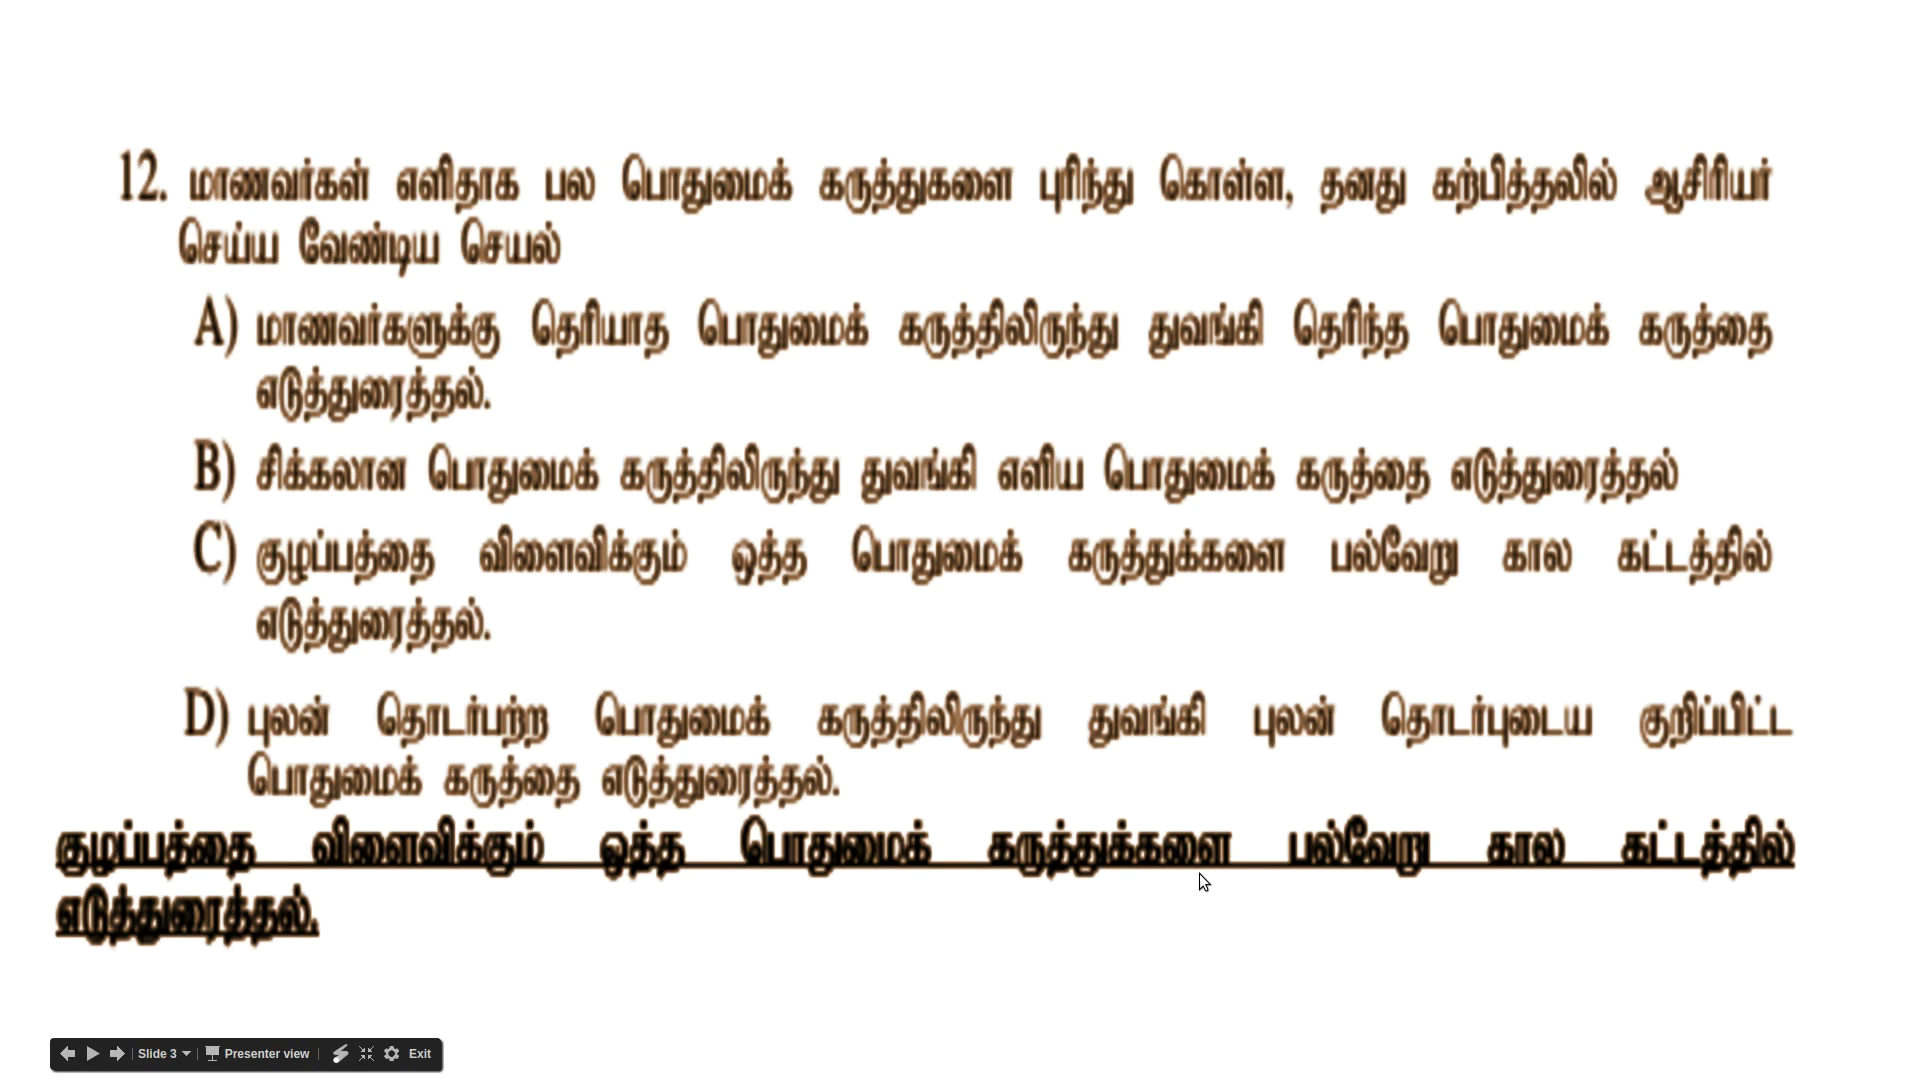 12. மாணவர்கள் எளிதாக பல பொதுமைக் கருத்துகளை புரிந்து கொள்ள, தனது கற்பித்தலில் ஆசிரியர்
செய்ய வேண்டிய செயல்
A) மாணவர்களுக்கு தெரியாத பொதுமைக் கருத்திலிருந்து துவங்கி தெரிந்த பொதுமைக் கருத்தை
எடுத்துரைத்தல்.
B) சிக்கலான பொதுமைக் கருத்திலிருந்து துவங்கி எளிய பொதுமைக் கருத்தை எடுத்துரைத்தல்
C) குழப்பத்தை விளைவிக்கும் ஒத்த பொதுமைக் கருத்துக்களை பல்வேறு கால கட்டத்தில்
எடுத்துரைத்தல்.
D) புலன் தொடர்பற்ற பொதுமைக் கருத்திலிருந்து துவங்கி புலன் தொடர்புடைய குறிப்பிட்ட
பொதுமைக் கருத்தை எடுத்துரைத்தல்.
குழப்பத்தை விளைவிக்கும் ஒத்த பொதுமைக் கருத்துக்களை பல்வேறு கால கட்டத்தில்
எடுத்துரைத்தல்.
Slide 3 Presenter view Exit